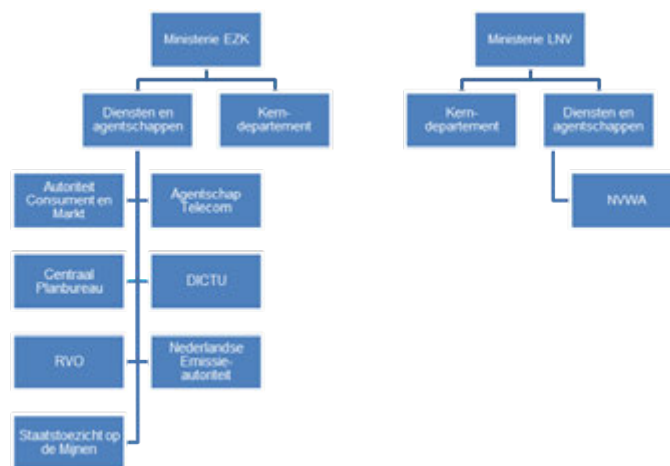 Ministerie EZK
Ministerie LNV
Diensten en
agentschappen
Kern-
departement
Kern-
departement
Diensten en
agentschappen
Autoriteit
Consument en
Markt
Agentschap
Telecom
NVWA
Centraal
Planbureau
DICTU
RVO
Nederlandse
Emissie-
autoriteit
Staatstoezicht op
de Mijnen